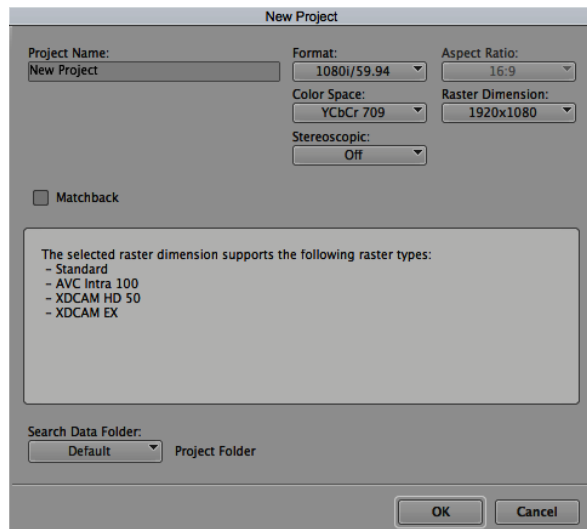 New Project
Project Name:
New Project
Format:
1080i/59.94
Aspect Ratio:
16:9
Color Space:
YCbCr 709
Raster Dimension:
1920x1080
Stereoscopic:
Off
Matchback
The selected raster dimension supports the following raster types:
- Standard
- AVC Intra 100
- XDCAM HD 50
- XDCAM EX
Search Data Folder:
Default
Project Folder
OK
Cancel